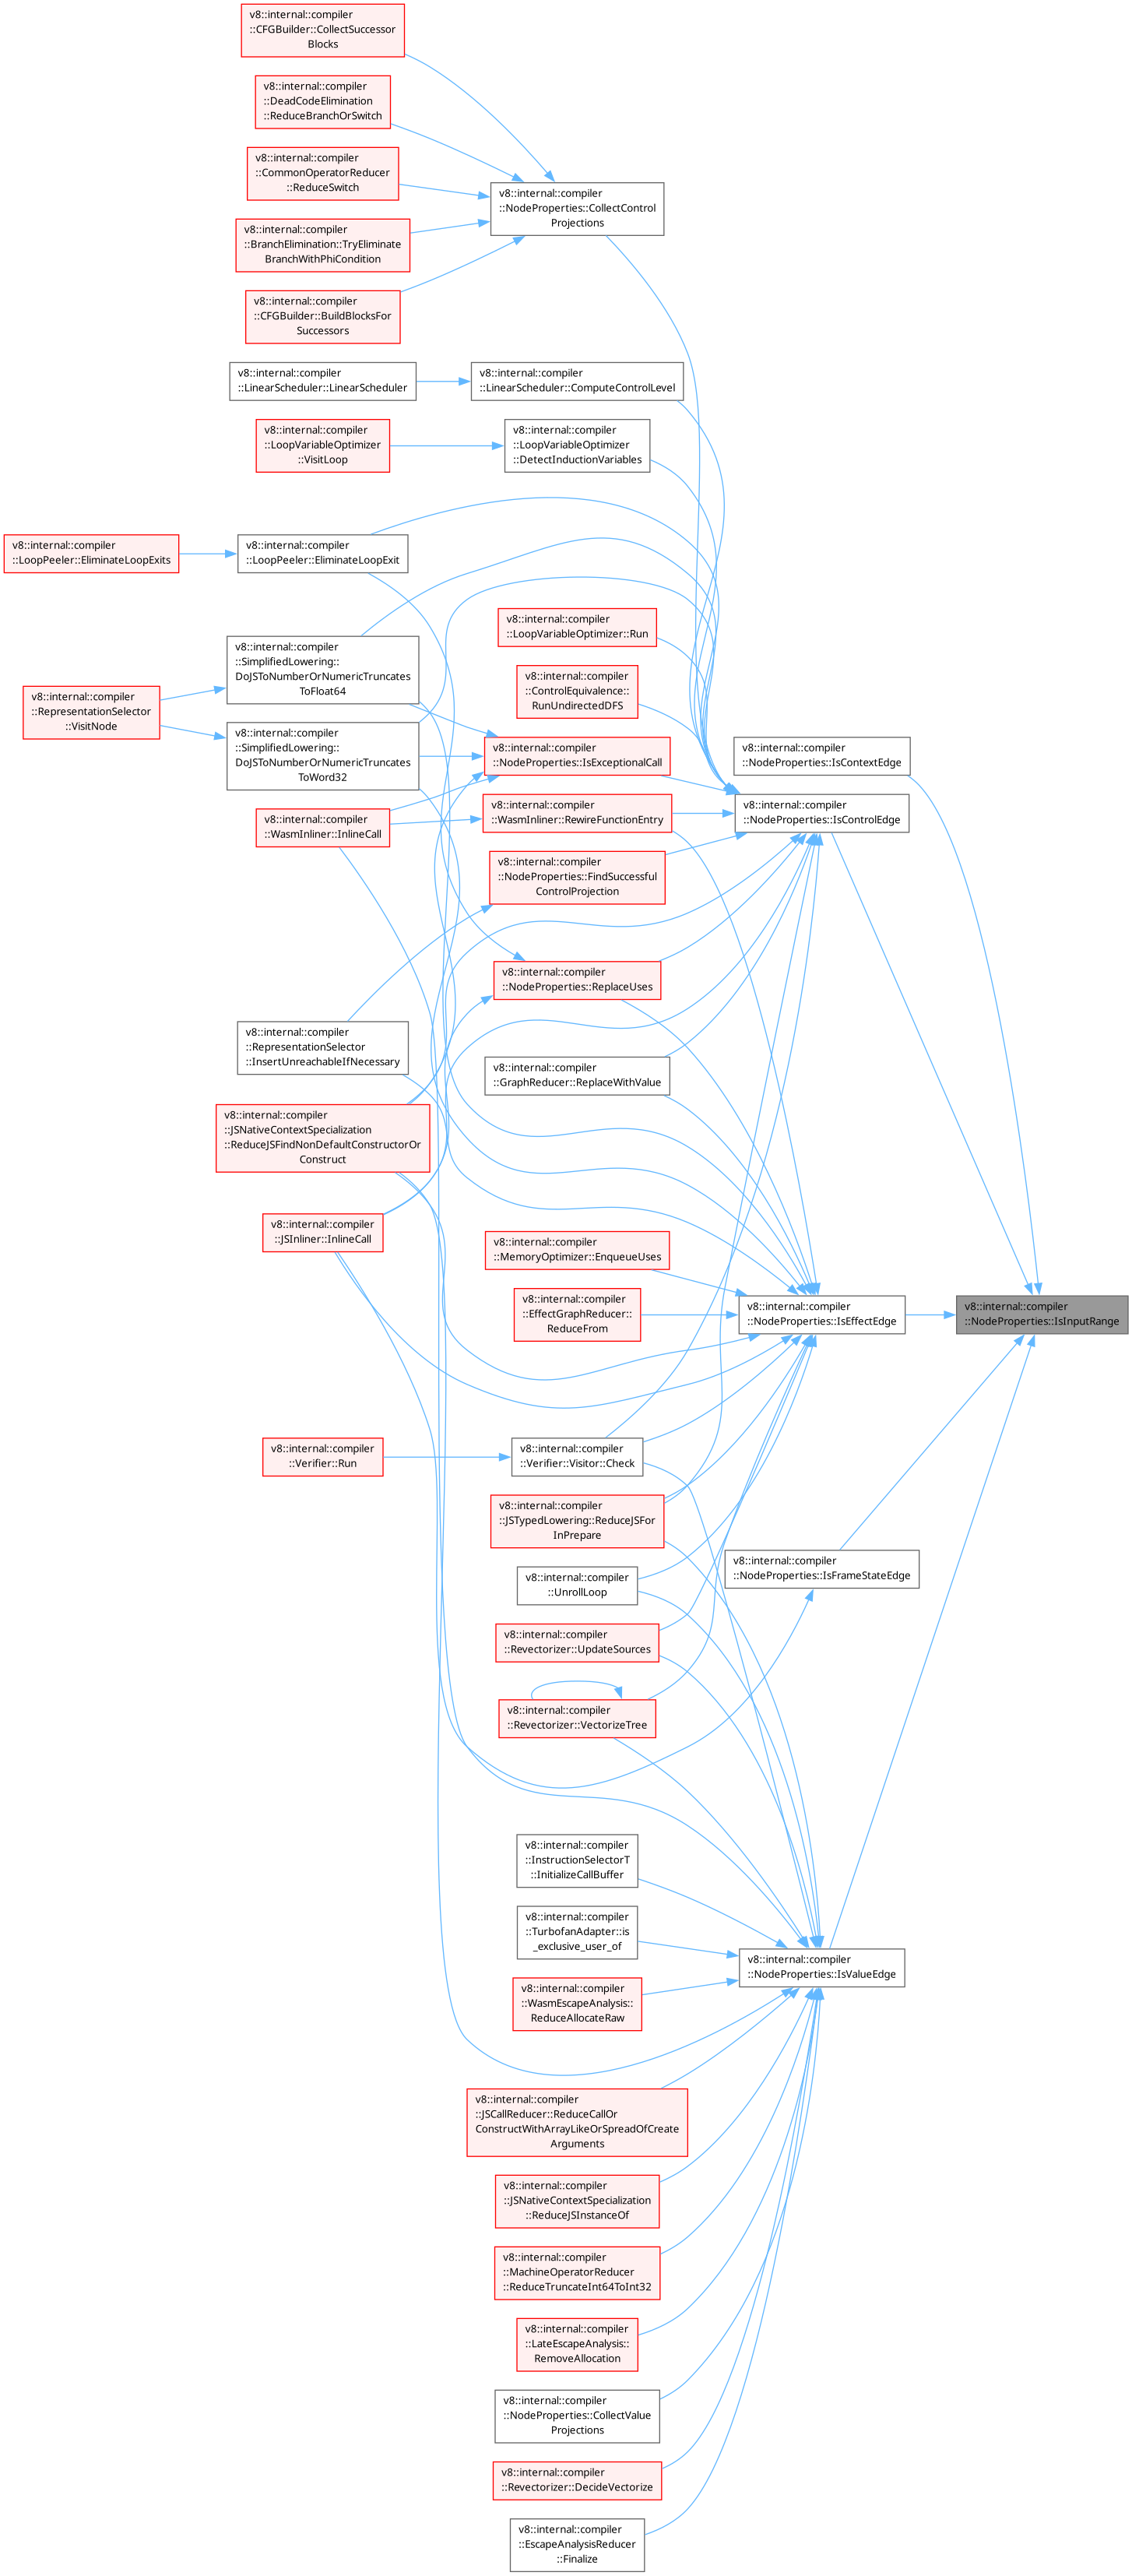 v8::internal::compiler
::CFGBuilder::CollectSuccessor
Blocks
v8::internal::compiler
::DeadCodeElimination
::ReduceBranchOrSwitch
v8::internal::compiler
::CommonOperatorReducer
::ReduceSwitch
v8::internal::compiler
::NodeProperties::CollectControl
Projections
v8::internal::compiler
::BranchElimination::TryEliminate
BranchWithPhiCondition
v8::internal::compiler
::CFGBuilder::BuildBlocksFor
Successors
v8::internal::compiler
::LinearScheduler::LinearScheduler
v8::internal::compiler
::LinearScheduler::ComputeControlLevel
v8::internal::compiler
::LoopVariableOptimizer
::VisitLoop
v8::internal::compiler
::LoopVariableOptimizer
::DetectInductionVariables
v8::internal::compiler
::LoopPeeler::EliminateLoopExits
v8::internal::compiler
::LoopPeeler::EliminateLoopExit
v8::internal::compiler
::LoopVariableOptimizer::Run
v8::internal::compiler
::SimplifiedLowering::
DoJSToNumberOrNumericTruncates
ToFloat64
v8::internal::compiler
::ControlEquivalence::
RunUndirectedDFS
v8::internal::compiler
::RepresentationSelector
::VisitNode
v8::internal::compiler
::SimplifiedLowering::
DoJSToNumberOrNumericTruncates
ToWord32
v8::internal::compiler
::NodeProperties::IsExceptionalCall
v8::internal::compiler
::NodeProperties::IsContextEdge
v8::internal::compiler
::WasmInliner::InlineCall
v8::internal::compiler
::WasmInliner::RewireFunctionEntry
v8::internal::compiler
::NodeProperties::IsControlEdge
v8::internal::compiler
::NodeProperties::FindSuccessful
ControlProjection
v8::internal::compiler
::NodeProperties::ReplaceUses
v8::internal::compiler
::RepresentationSelector
::InsertUnreachableIfNecessary
v8::internal::compiler
::GraphReducer::ReplaceWithValue
v8::internal::compiler
::JSNativeContextSpecialization
::ReduceJSFindNonDefaultConstructorOr
Construct
v8::internal::compiler
::JSInliner::InlineCall
v8::internal::compiler
::MemoryOptimizer::EnqueueUses
v8::internal::compiler
::EffectGraphReducer::
ReduceFrom
v8::internal::compiler
::NodeProperties::IsEffectEdge
v8::internal::compiler
::NodeProperties::IsInputRange
v8::internal::compiler
::Verifier::Run
v8::internal::compiler
::Verifier::Visitor::Check
v8::internal::compiler
::JSTypedLowering::ReduceJSFor
InPrepare
v8::internal::compiler
::NodeProperties::IsFrameStateEdge
v8::internal::compiler
::UnrollLoop
v8::internal::compiler
::Revectorizer::UpdateSources
v8::internal::compiler
::Revectorizer::VectorizeTree
v8::internal::compiler
::InstructionSelectorT
::InitializeCallBuffer
v8::internal::compiler
::TurbofanAdapter::is
_exclusive_user_of
v8::internal::compiler
::NodeProperties::IsValueEdge
v8::internal::compiler
::WasmEscapeAnalysis::
ReduceAllocateRaw
v8::internal::compiler
::JSCallReducer::ReduceCallOr
ConstructWithArrayLikeOrSpreadOfCreate
Arguments
v8::internal::compiler
::JSNativeContextSpecialization
::ReduceJSInstanceOf
v8::internal::compiler
::MachineOperatorReducer
::ReduceTruncateInt64ToInt32
v8::internal::compiler
::LateEscapeAnalysis::
RemoveAllocation
v8::internal::compiler
::NodeProperties::CollectValue
Projections
v8::internal::compiler
::Revectorizer::DecideVectorize
v8::internal::compiler
::EscapeAnalysisReducer
::Finalize